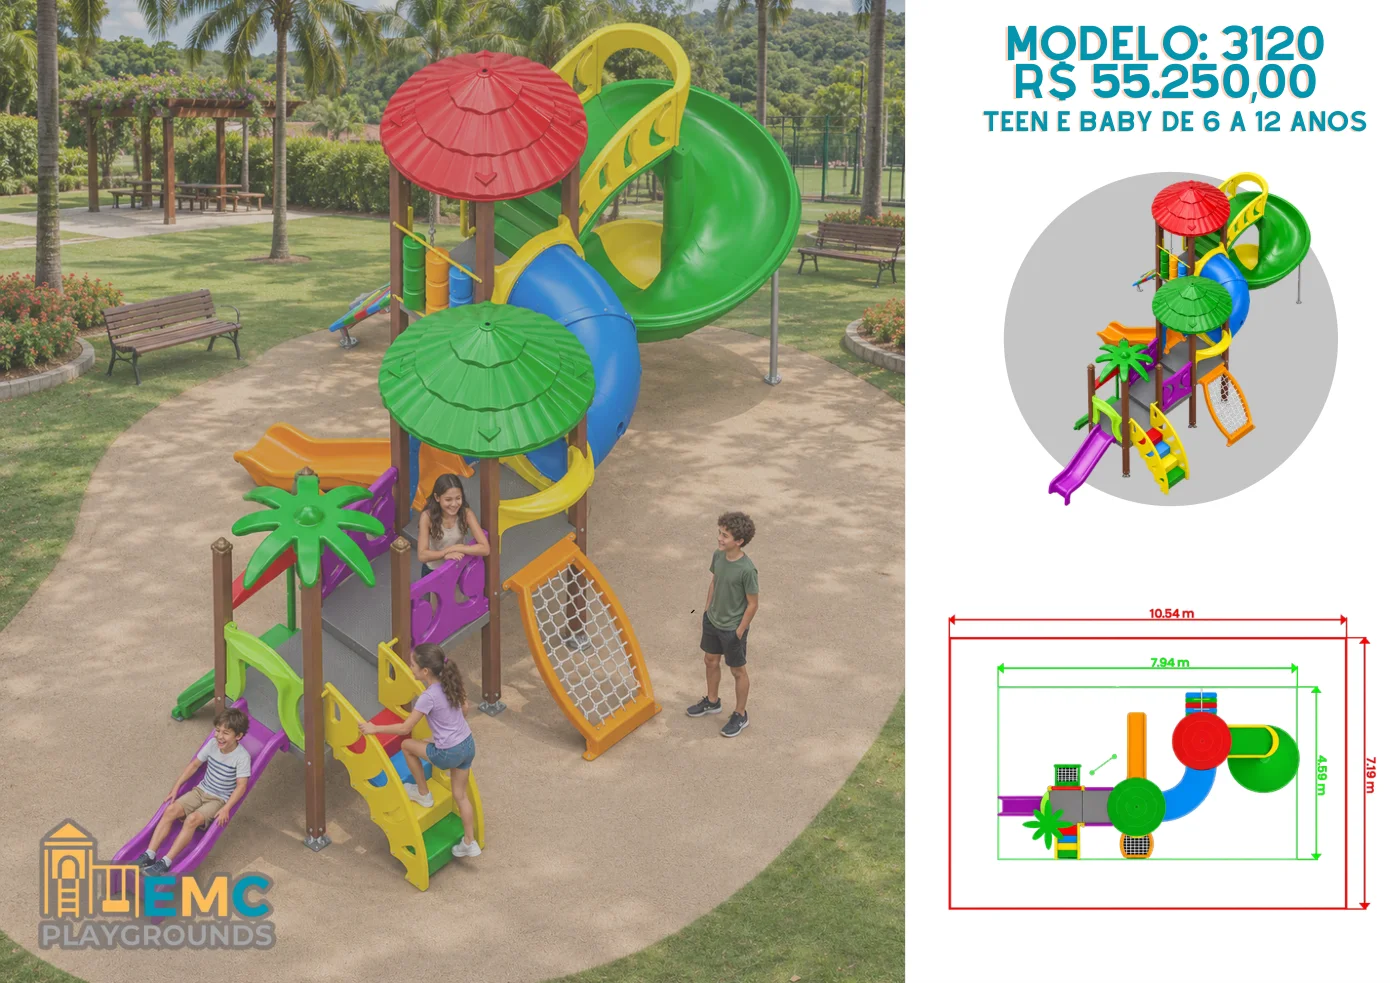 MODELO: 3120
R$ 55.250,00
TEEN E BABY DE 6 A 12 ANOS
10.54 m
7.94 m
4.59 m
7.19 m
EMC
PLAYGROUNDS